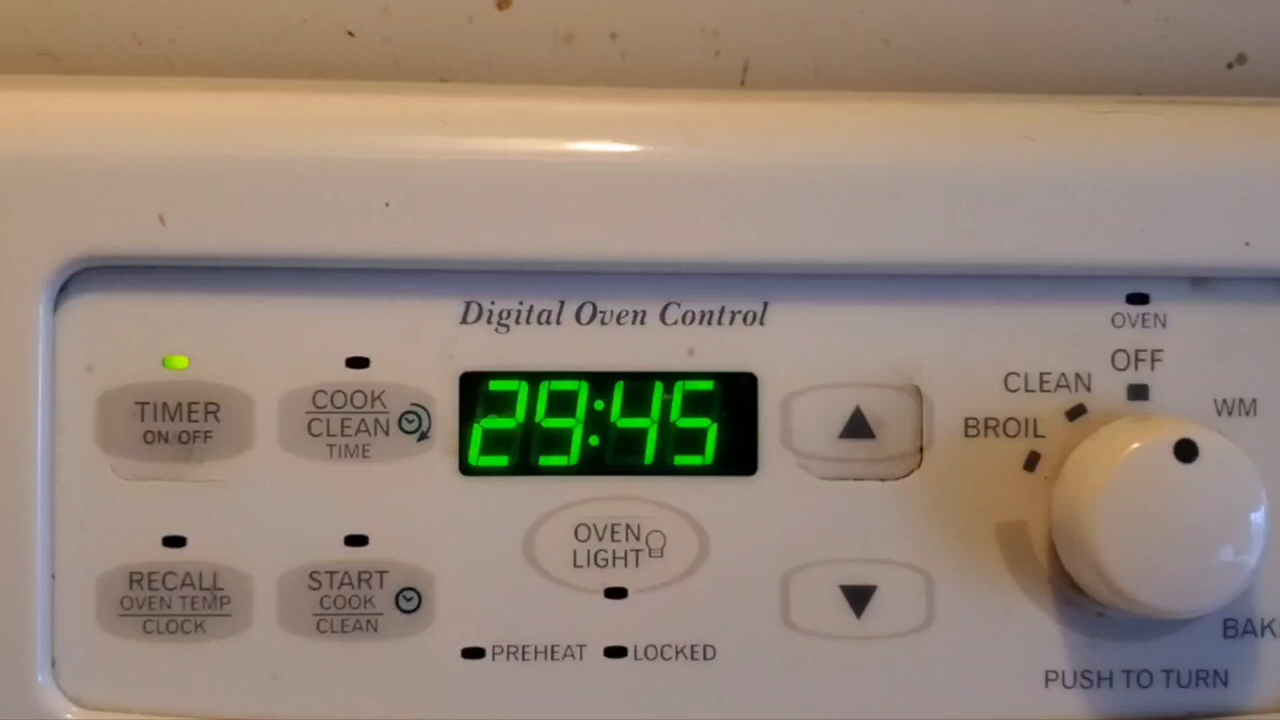 Digital Oven Control
OVEN
OFF
CLEAN
WM
BROIL
TIMER
ON/OFF
COOK
CLEAN
TIME
29:45
OVEN
LIGHT
RECALL
OVEN TEMP
CLOCK
START
COOK
CLEAN
PREHEAT
LOCKED
BAK
PUSH TO TURN